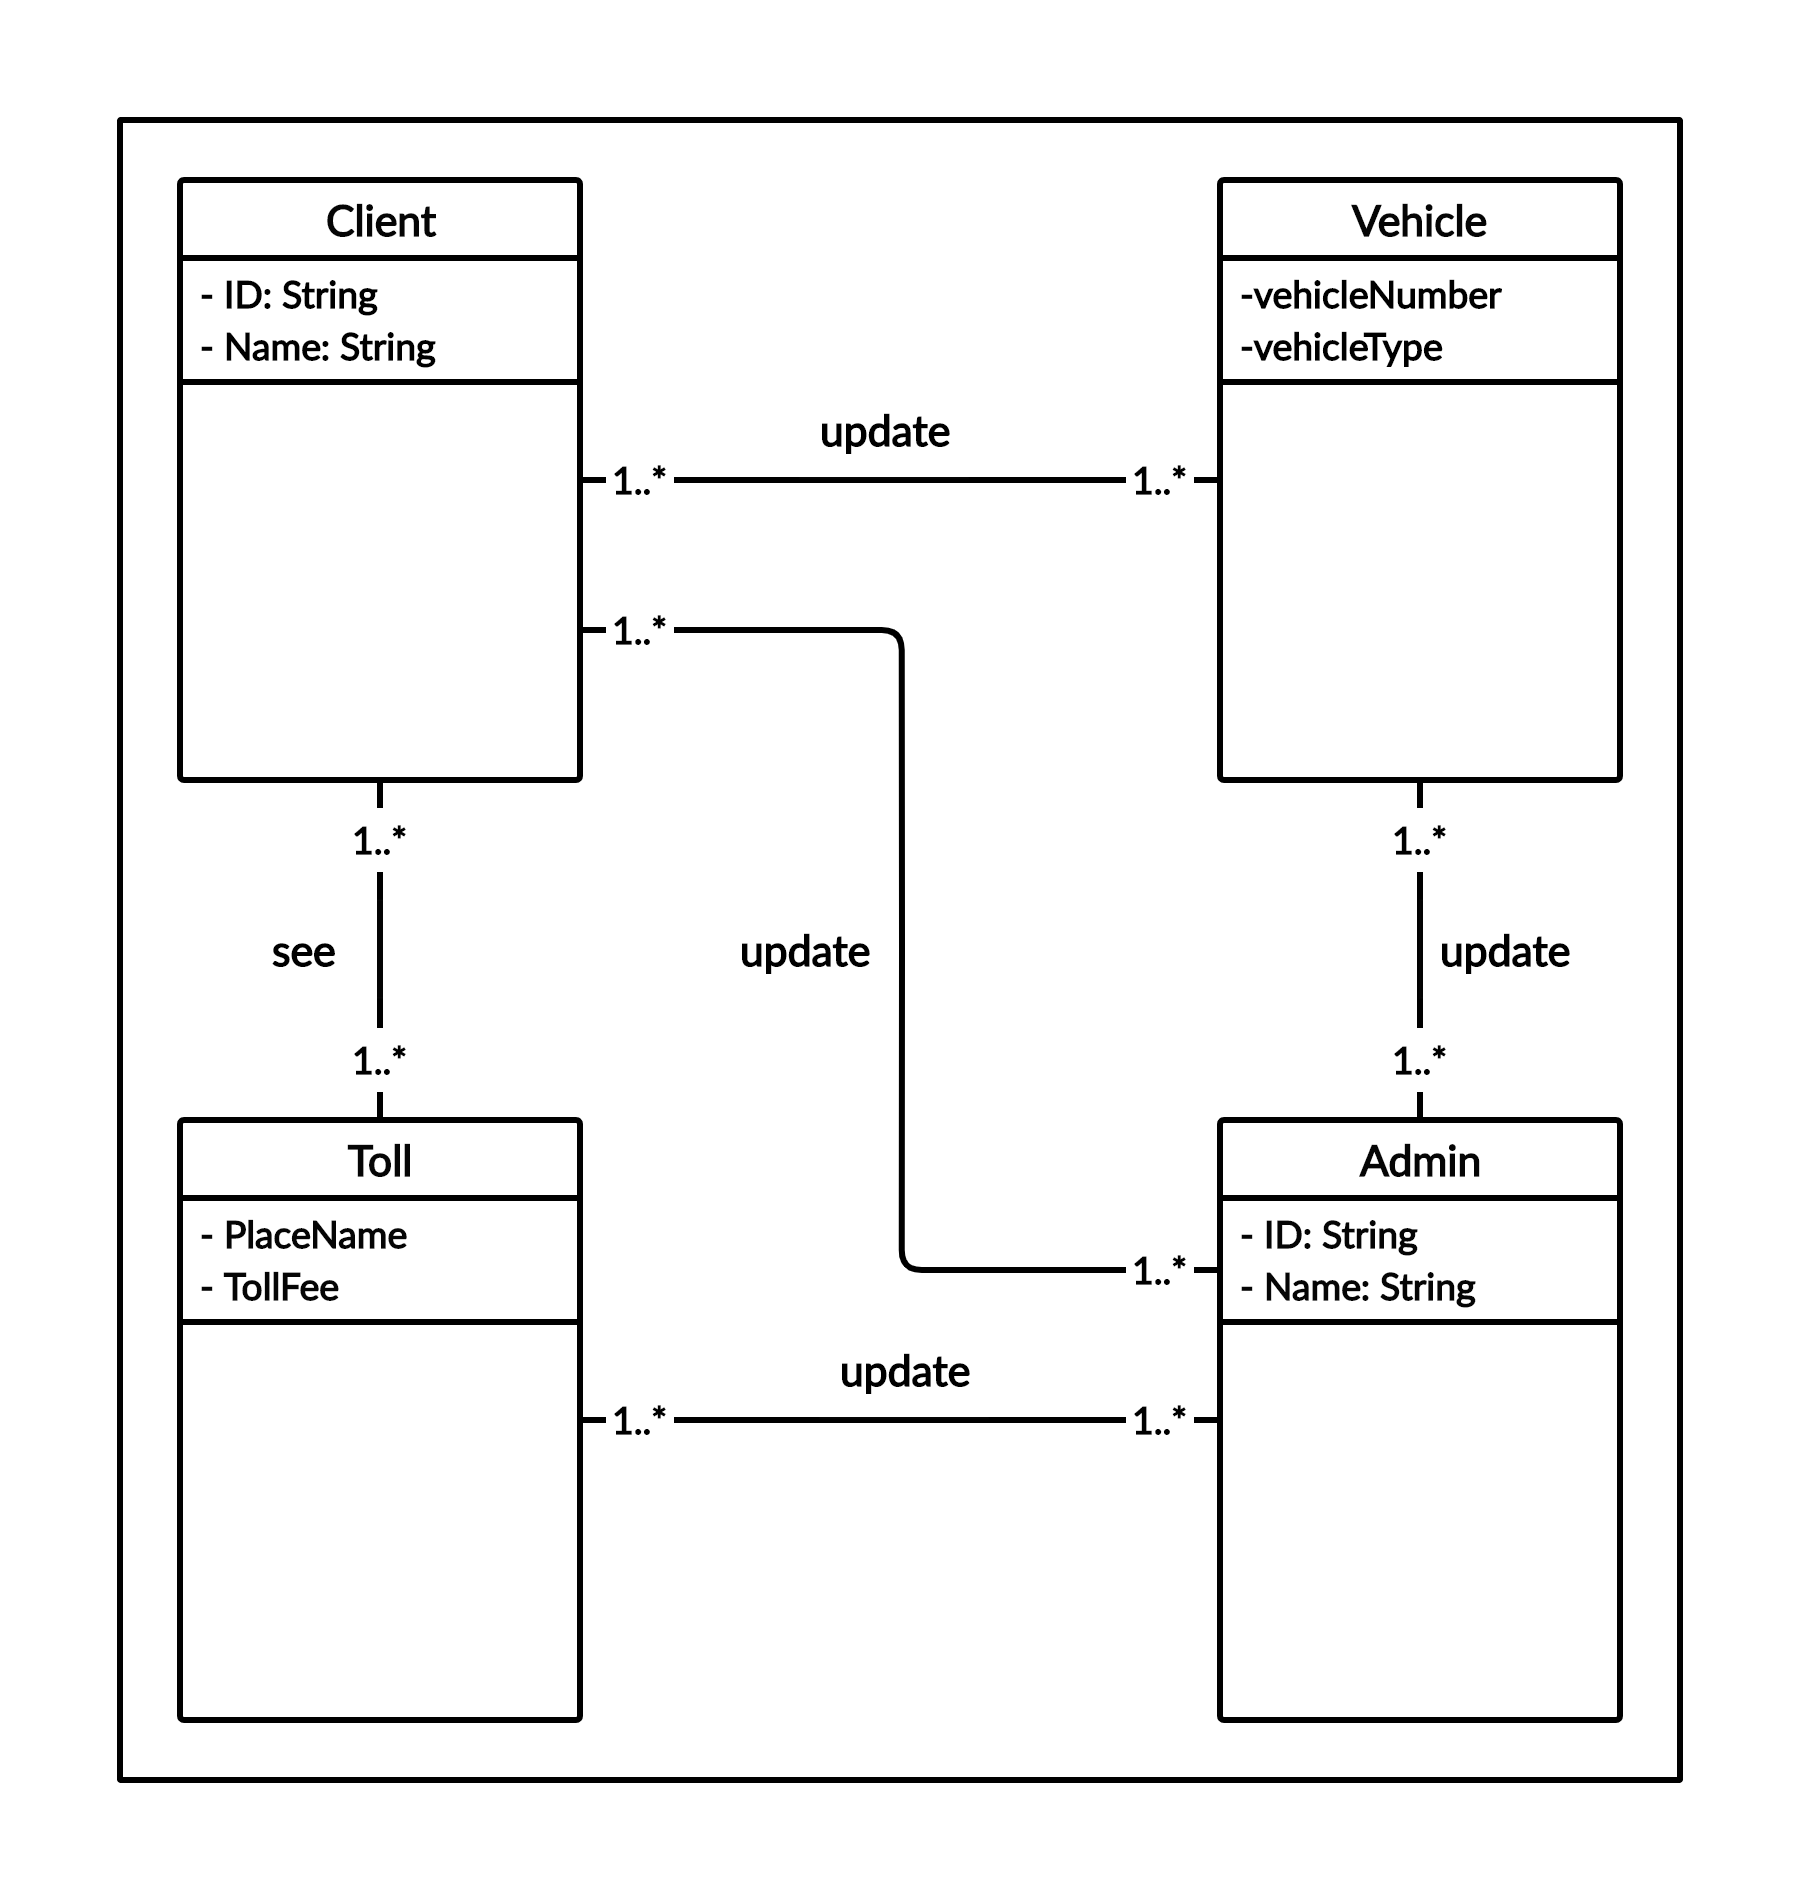 Client
- ID: String
- Name: String
Vehicle
-vehicleNumber
-vehicleType
update
1..*
1..*
1..*
1..*
1..*
see
update
update
1..*
1..*
Toll
- PlaceName
- TollFee
Admin
- ID: String
- Name: String
1..*
update
1..*
1..*